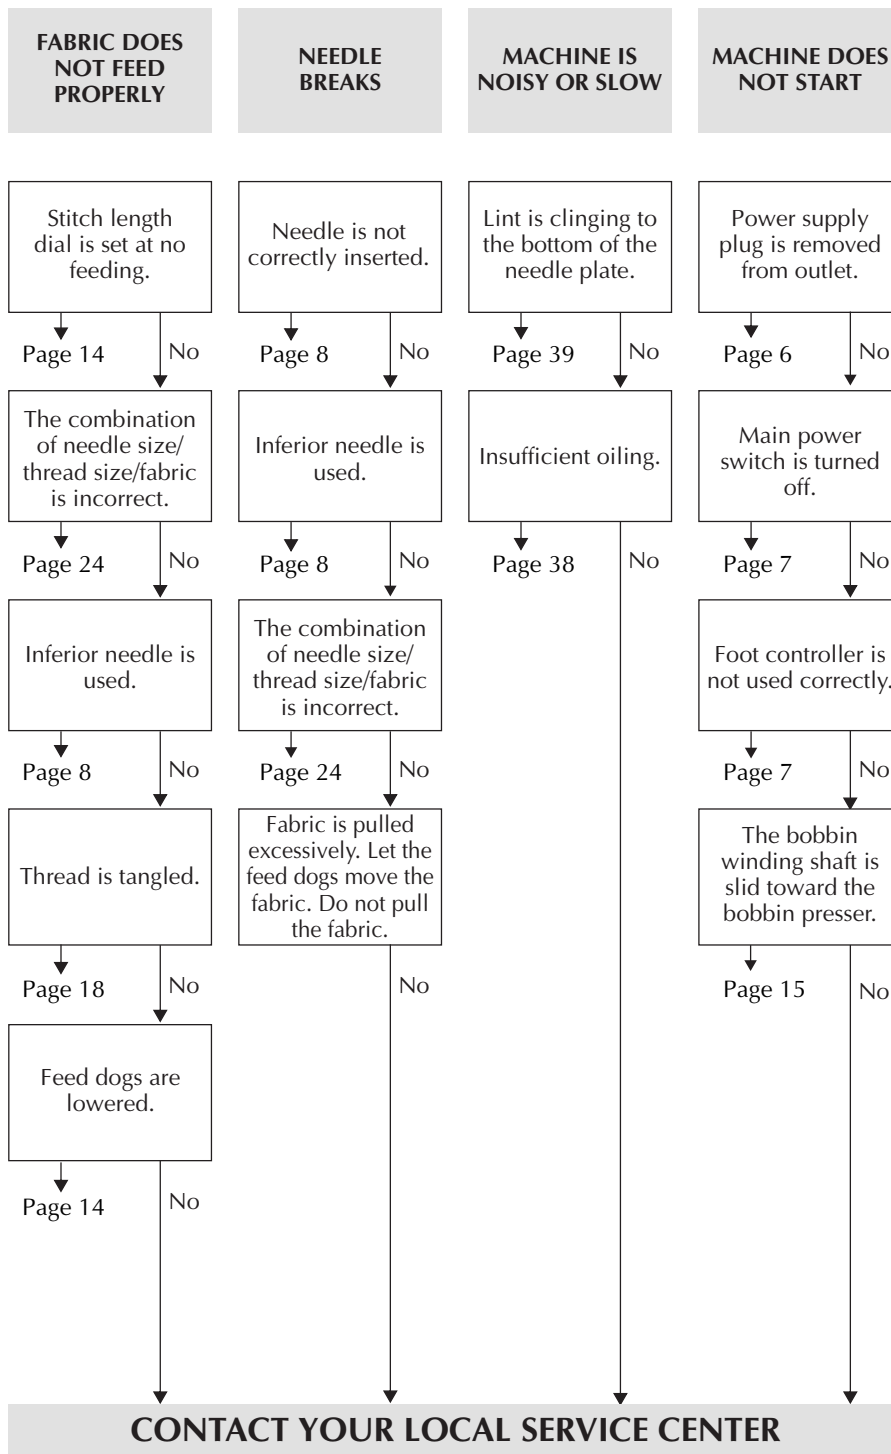 FABRIC DOES
NOT FEED
PROPERLY
Stitch length
dial is set at no
feeding.
Page 14
No
The combination
of needle size/
thread size/fabric
is incorrect.
Page 24
No
Inferior needle is
used.
Page 8
No
Thread is tangled.
Page 18
No
Feed dogs are
lowered.
Page 14
No
NEEDLE
BREAKS
Needle is not
correctly inserted.
Page 8
No
Inferior needle is
used.
Page 8
No
The combination
of needle size/
thread size/fabric
is incorrect.
Page 24
No
Fabric is pulled
excessively. Let the
feed dogs move the
fabric. Do not pull
the fabric.
No
MACHINE IS
NOISY OR SLOW
Lint is clinging to
the bottom of the
needle plate.
Page 39
No
Insufficient oiling.
Page 38
No
MACHINE DOES
NOT START
Power supply
plug is removed
from outlet.
Page 6
No
Main power
switch is turned
off.
Page 7
No
Foot controller is
not used correctly.
Page 7
No
The bobbin
winding shaft is
slid toward the
bobbin presser.
Page 15
No
CONTACT YOUR LOCAL SERVICE CENTER